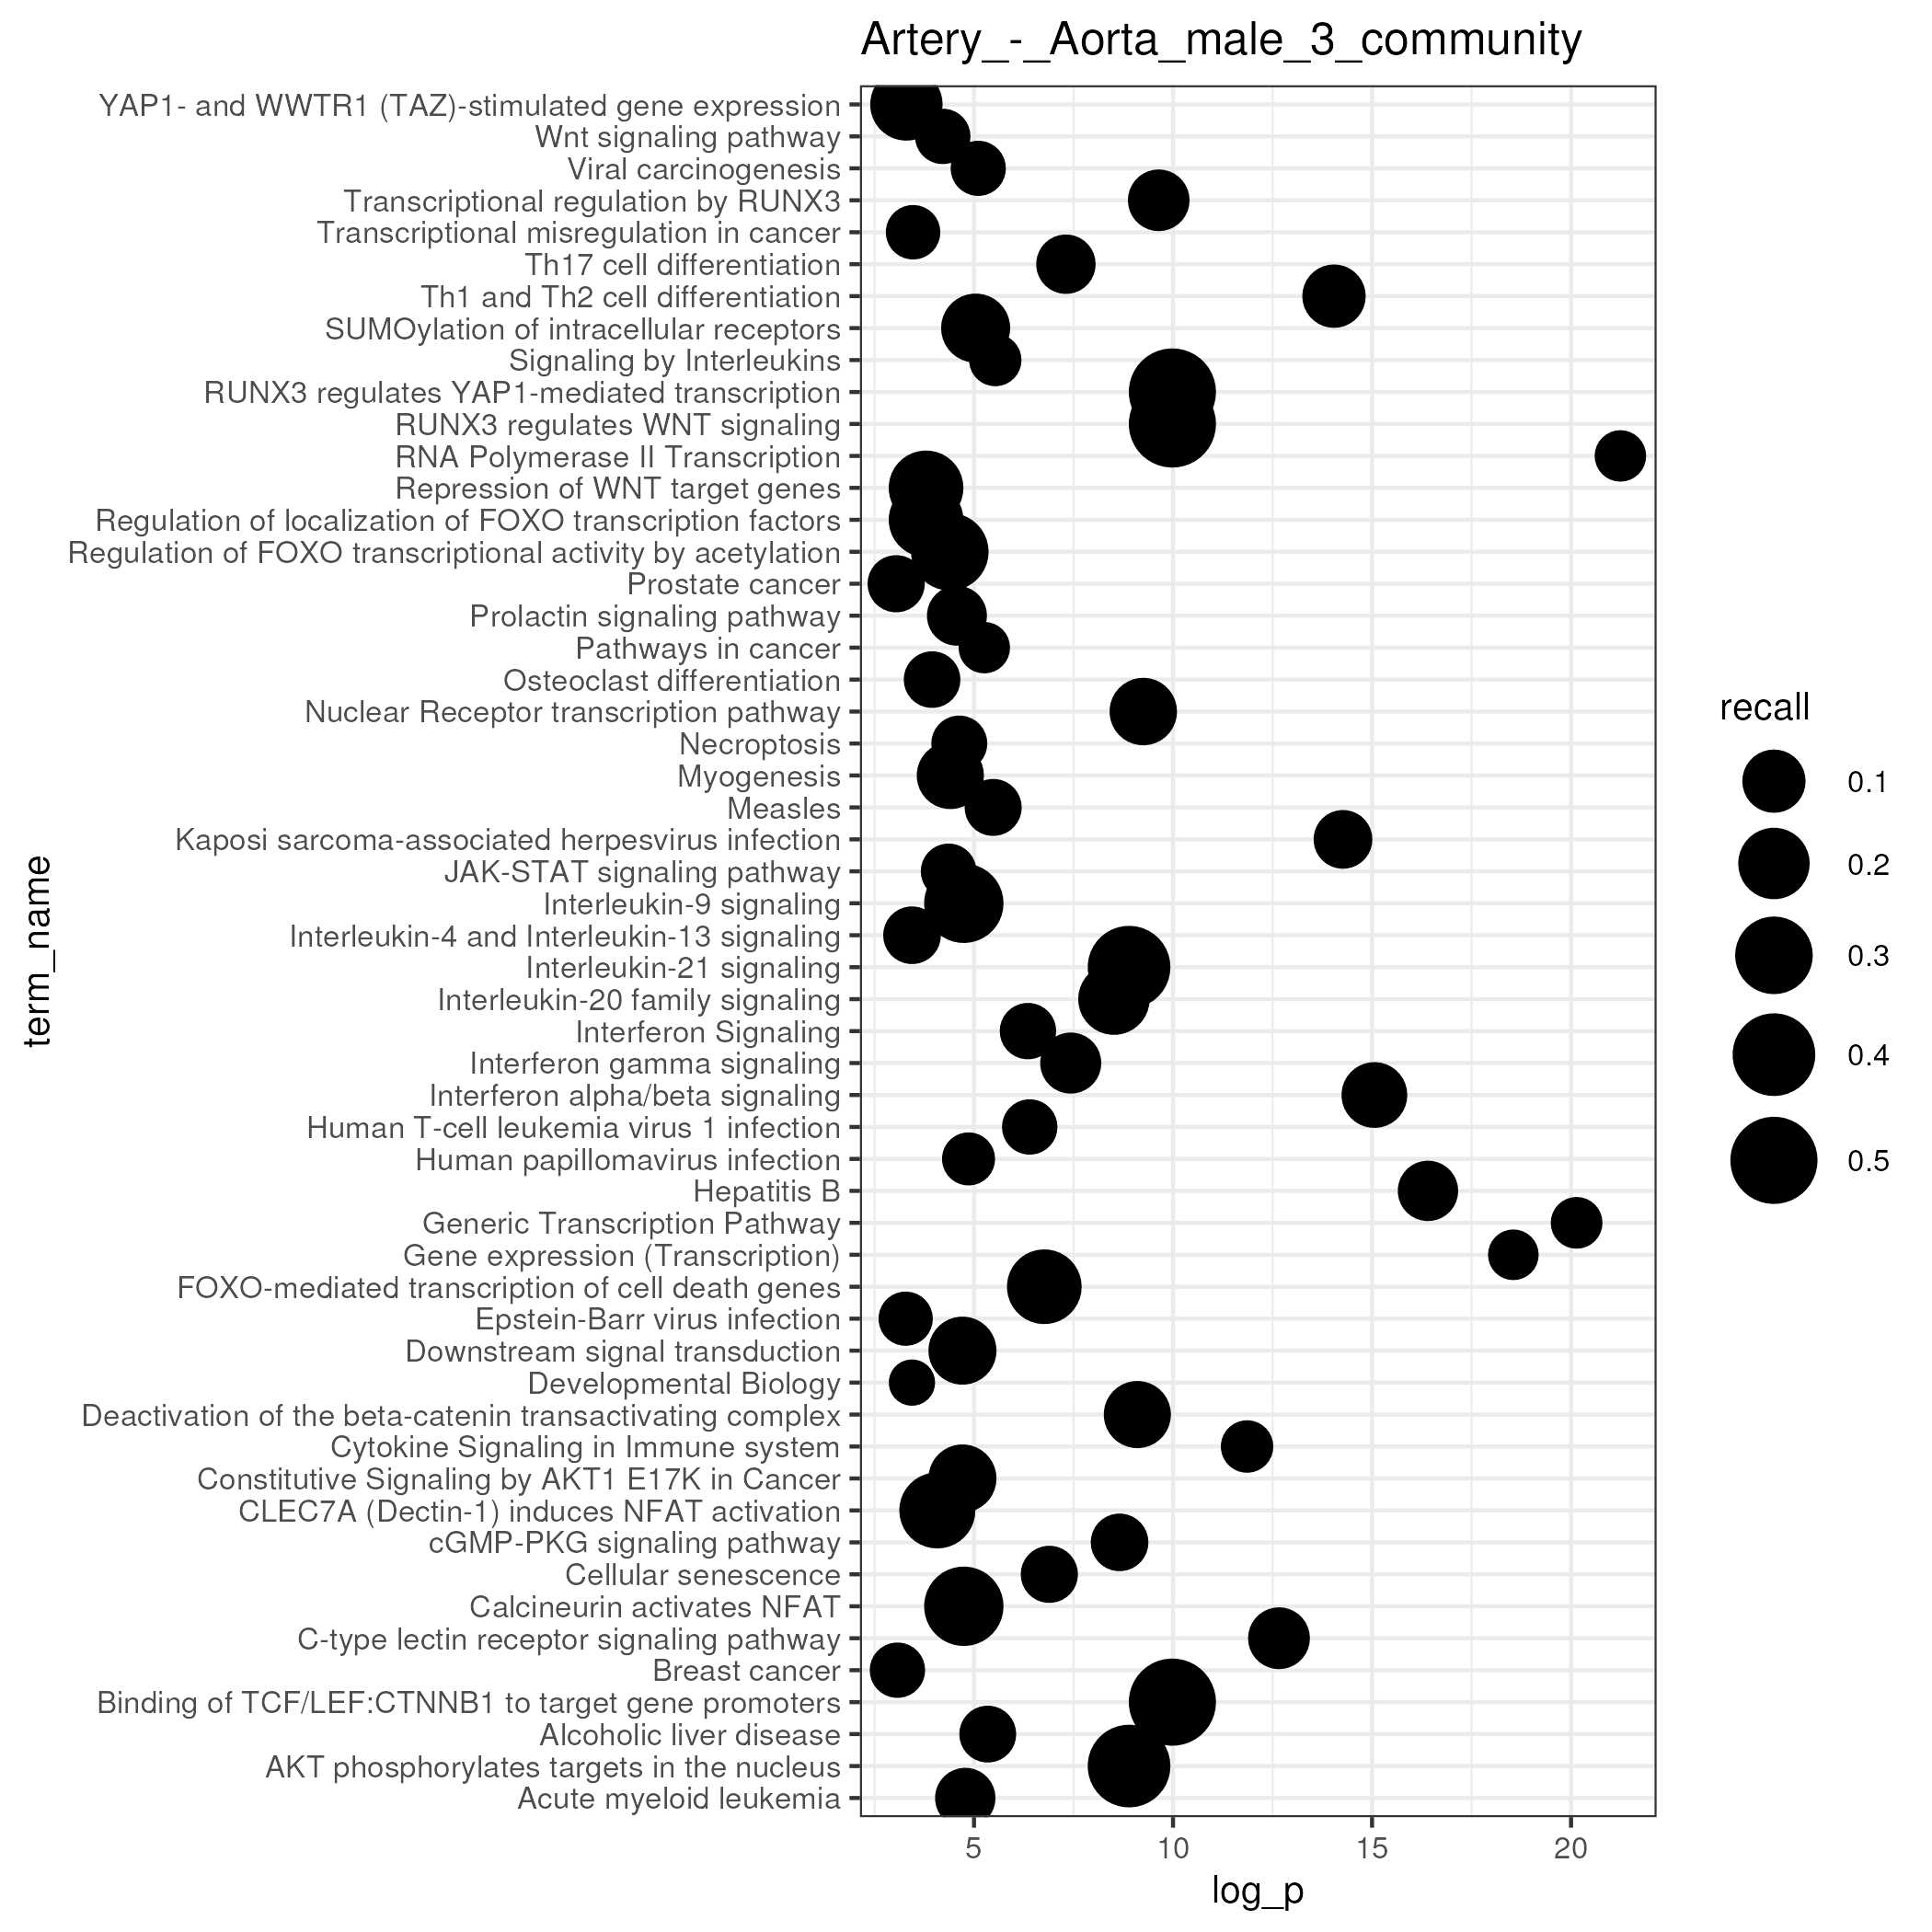 Artery_-_Aorta_male_3_community
YAP1- and WWTR1 (TAZ)-stimulated gene expression
Wnt signaling pathway
Viral carcinogenesis
Transcriptional regulation by RUNX3
Transcriptional misregulation in cancer
Th17 cell differentiation
Th1 and Th2 cell differentiation
SUMOylation of intracellular receptors
Signaling by Interleukins
RUNX3 regulates YAP1-mediated transcription
RUNX3 regulates WNT signaling
RNA Polymerase II Transcription
Repression of WNT target genes
Regulation of localization of FOXO transcription factors
Regulation of FOXO transcriptional activity by acetylation
Prostate cancer
Prolactin signaling pathway
Pathways in cancer
Osteoclast differentiation
Nuclear Receptor transcription pathway
Necroptosis
Myogenesis
Measles
Kaposi sarcoma-associated herpesvirus infection
JAK-STAT signaling pathway
Interleukin-9 signaling
Interleukin-4 and Interleukin-13 signaling
Interleukin-21 signaling
Interleukin-20 family signaling
Interferon Signaling
Interferon gamma signaling
Interferon alpha/beta signaling
Human T-cell leukemia virus 1 infection
Human papillomavirus infection
Hepatitis B
Generic Transcription Pathway
Gene expression (Transcription)
FOXO-mediated transcription of cell death genes
Epstein-Barr virus infection
Downstream signal transduction
Developmental Biology
Deactivation of the beta-catenin transactivating complex
Cytokine Signaling in Immune system
Constitutive Signaling by AKT1 E17K in Cancer
CLEC7A (Dectin-1) induces NFAT activation
cGMP-PKG signaling pathway
Cellular senescence
Calcineurin activates NFAT
C-type lectin receptor signaling pathway
Breast cancer
Binding of TCF/LEF:CTNNB1 to target gene promoters
Alcoholic liver disease
AKT phosphorylates targets in the nucleus
Acute myeloid leukemia
term_name
5 10 15 20
log_p
recall
0.1
0.2
0.3
0.4
0.5